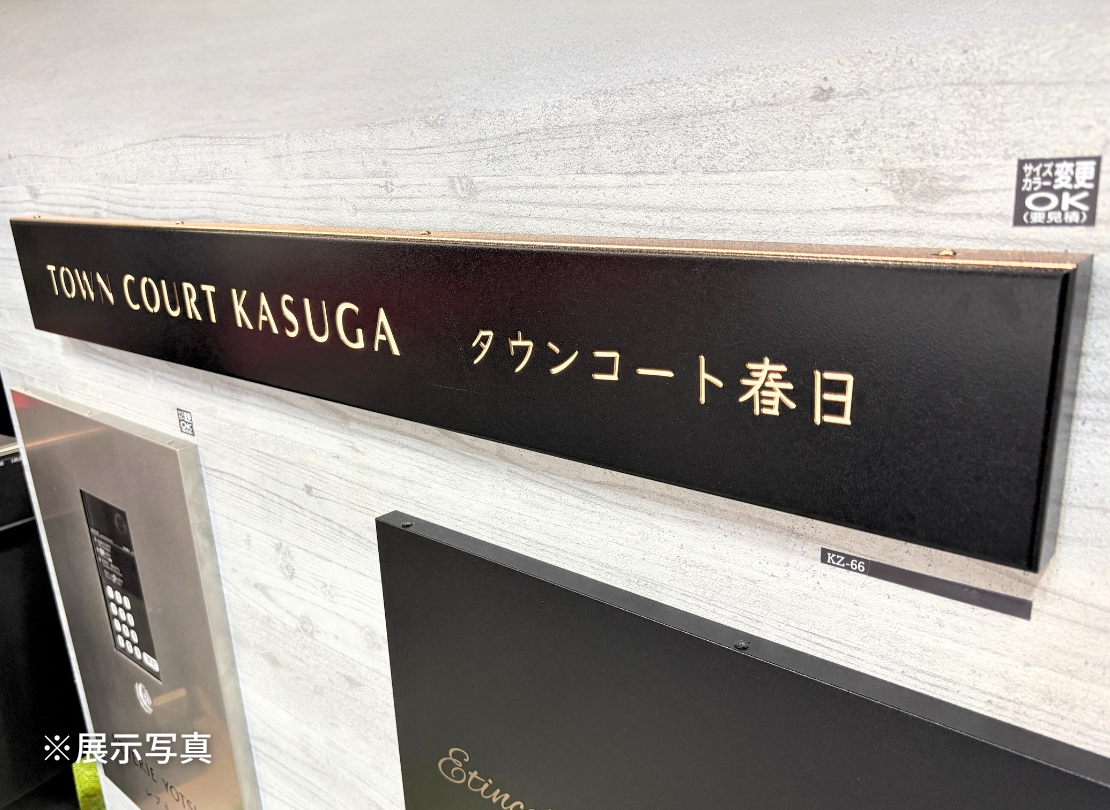 サイズ
カラー変更
OK
(要見積)
TOWN COURT KASUGA タウンコート春日
KZ-66
※展示写真